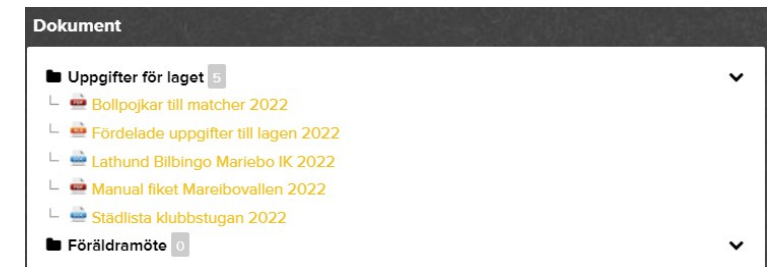 Dokument
Uppgifter för laget 5
Bollpojkar till matcher 2022
Fördelade uppgifter till lagen 2022
Lathund Bilbingo Mariebo IK 2022
Manual fiket Mareibovallen 2022
Städlista klubbstugan 2022
Föräldramöte 0